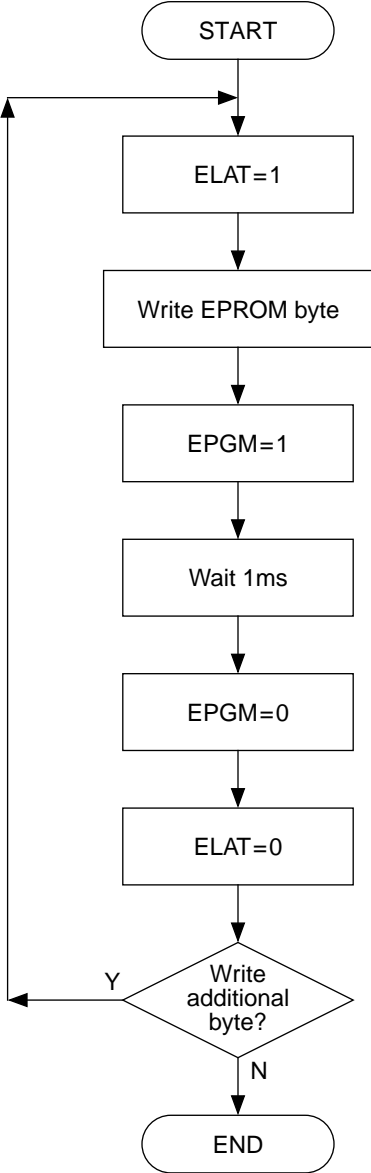 START
ELAT=1
Write EPROM byte
EPGM=1
Wait 1ms
EPGM=0
ELAT=0
Write
additional
byte?
Y
N
END